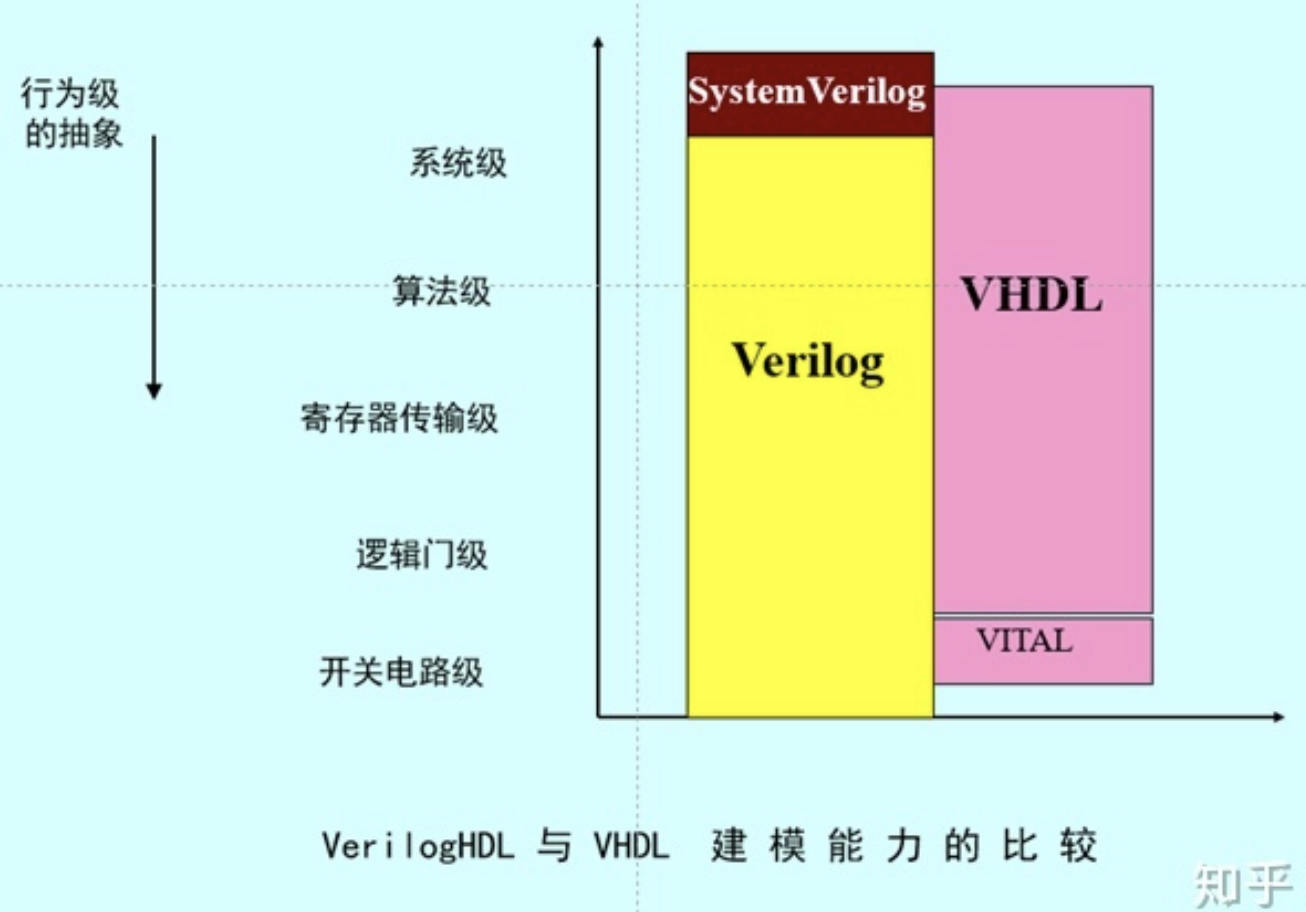 行为级
的抽象
系统级
算法级
寄存器传输级
逻辑门级
开关电路级
SystemVerilog
Verilog
VHDL
VITAL
VerilogHDL 与 VHDL 建模能力的比较
知乎